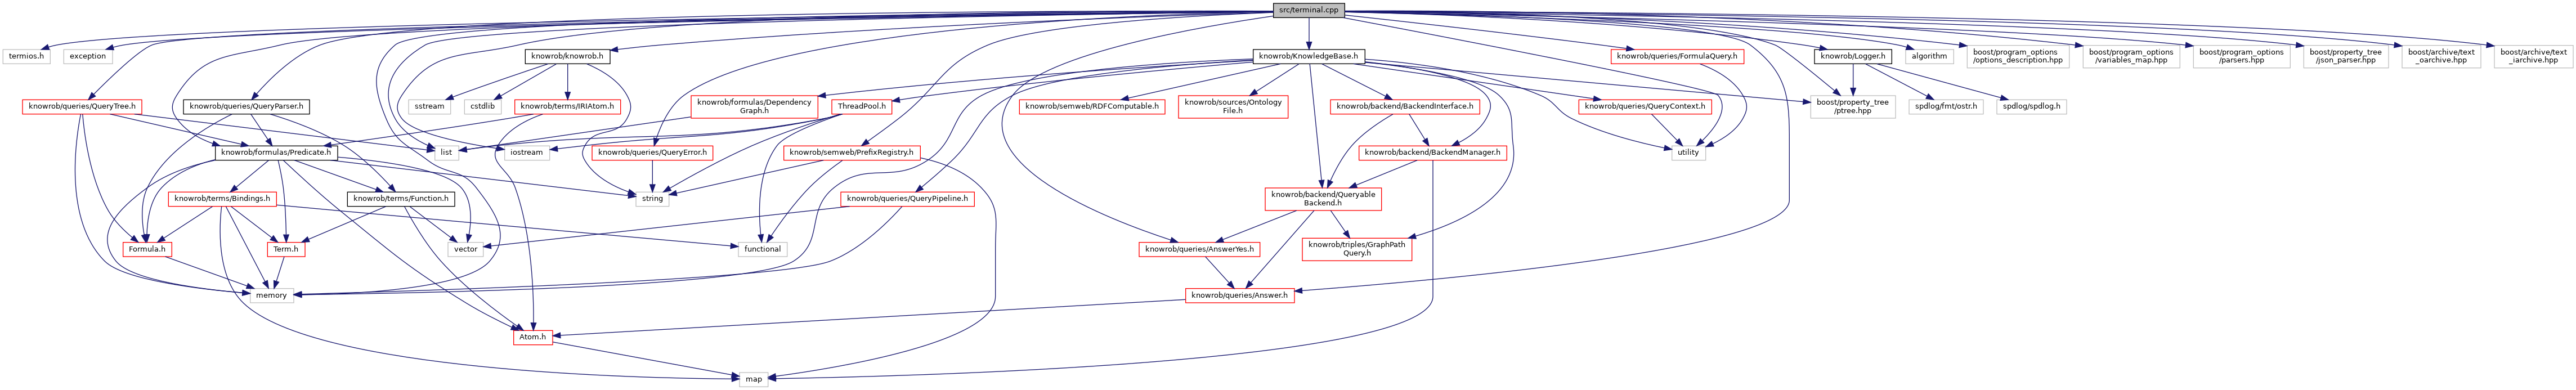 src/terminal.cpp
termios.h
exception
knowrob/knowrob.h
knowrob/KnowledgeBase.h
knowrob/queries/FormulaQuery.h
knowrob/Logger.h
algorithm
boost/program_options
/options_description.hpp
boost/program_options
/variables_map.hpp
boost/program_options
/parsers.hpp
boost/property_tree
/json_parser.hpp
boost/archive/text
_oarchive.hpp
boost/archive/text
_iarchive.hpp
knowrob/queries/QueryTree.h
knowrob/queries/QueryParser.h
sstream
cstdlib
knowrob/terms/IRIAtom.h
knowrob/formulas/Dependency
Graph.h
ThreadPool.h
knowrob/semweb/RDFComputable.h
knowrob/sources/Ontology
File.h
knowrob/backend/BackendInterface.h
knowrob/queries/QueryContext.h
boost/property_tree
/ptree.hpp
spdlog/fmt/ostr.h
spdlog/spdlog.h
knowrob/formulas/Predicate.h
list
iostream
knowrob/queries/QueryError.h
knowrob/semweb/PrefixRegistry.h
knowrob/backend/BackendManager.h
utility
knowrob/terms/Bindings.h
knowrob/terms/Function.h
string
knowrob/queries/QueryPipeline.h
knowrob/backend/Queryable
Backend.h
Formula.h
Term.h
vector
functional
knowrob/queries/AnswerYes.h
knowrob/triples/GraphPath
Query.h
memory
knowrob/queries/Answer.h
Atom.h
map